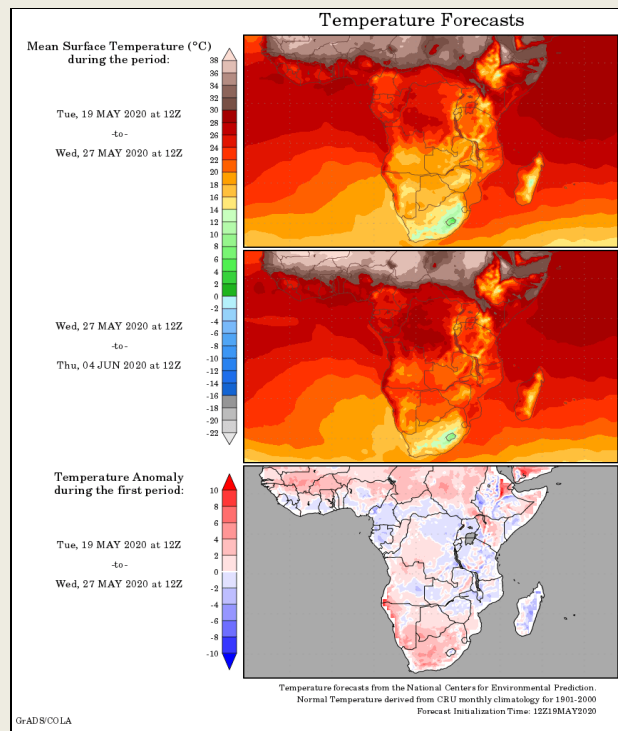 Temperature Forecasts
Mean Surface Temperature (°C)
during the period:
38
36
34
32
30
28
26
24
22
20
18
16
14
12
10
8
6
4
2
0
-2
-4
-6
-8
-10
-12
-14
-16
-18
-20
-22
Tue, 19 MAY 2020 at 12Z
-to-
Wed, 27 MAY 2020 at 12Z
Wed, 27 MAY 2020 at 12Z
-to-
Thu, 04 JUN 2020 at 12Z
Temperature Anomaly
during the first period:
10
8
6
4
2
0
-2
-4
-6
-8
-10
Tue, 19 MAY 2020 at 12Z
-to-
Wed, 27 MAY 2020 at 12Z
Temperature forecasts from the National Centers for Environmental Prediction.
Normal Temperature derived from CRU monthly climatology for 1901-2000
Forecast Initialization Time: 12Z19MAY2020
GrADS/COLA